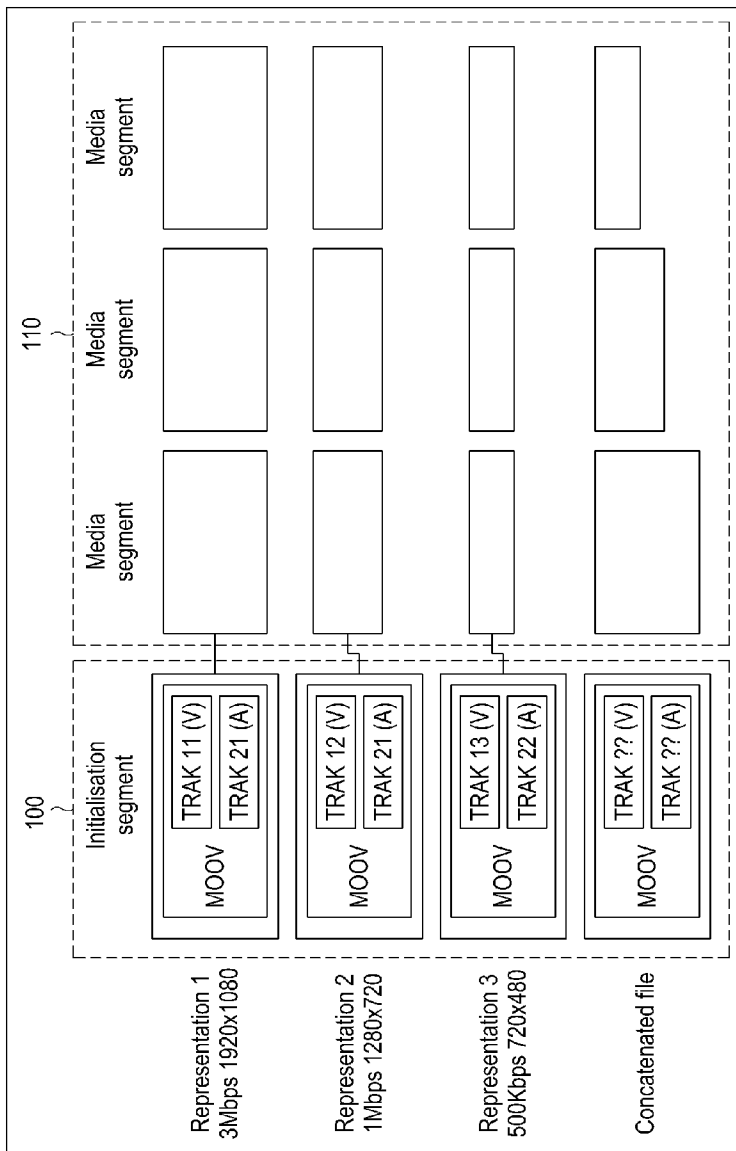 100
110
Initialisation
segment
Media
segment
Media
segment
Media
segment
Representation 1
3Mbps 1920x1080
MOOV
TRAK 11 (V)
TRAK 21 (A)
Representation 2
1Mbps 1280x720
MOOV
TRAK 12 (V)
TRAK 21 (A)
Representation 3
500Kbps 720x480
MOOV
TRAK 13 (V)
TRAK 22 (A)
Concatenated file
MOOV
TRAK ?? (V)
TRAK ?? (A)